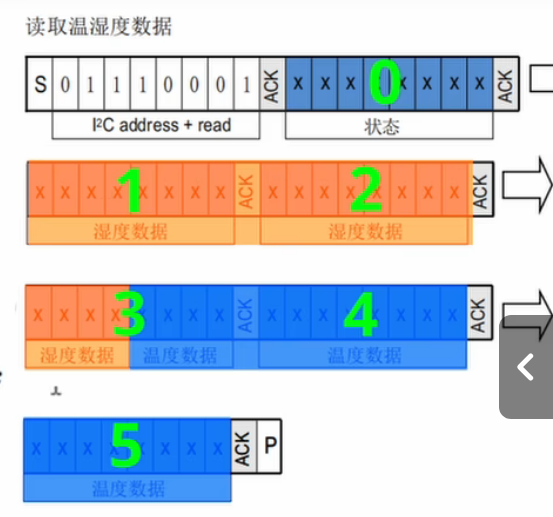 读取温湿度数据
S 0 1 1 1 0 0 0 1 ACK X X X X X X X X ACK
0
I²C address + read 状态
X X X X X X X X ACK X X X X X X X X ACK
1 2
湿度数据 湿度数据
X X X X X X X X ACK X X X X X X X X ACK
3 4
湿度数据 温度数据 温度数据
X X X X X X X X ACK P
5
温度数据